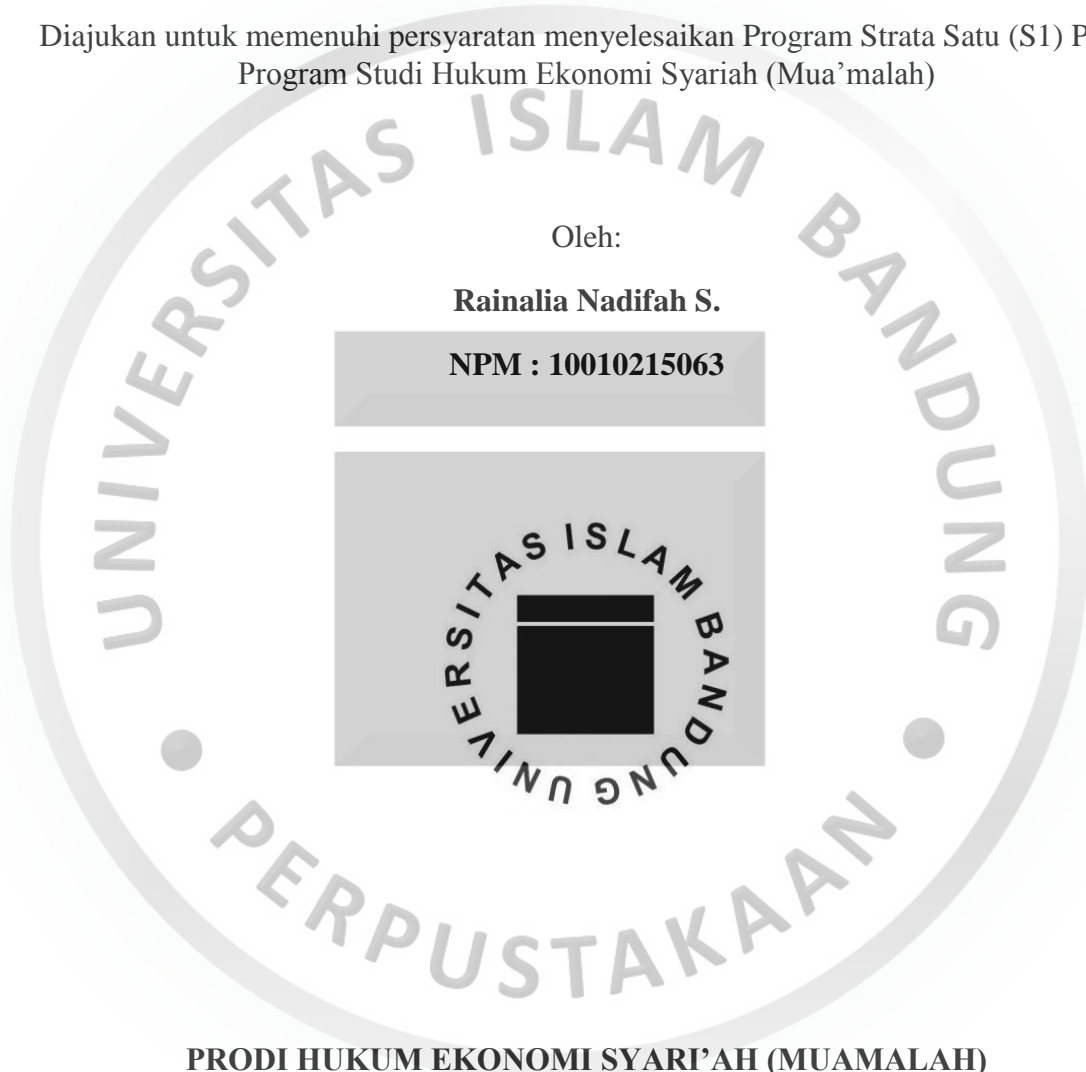 Diajukan untuk memenuhi persyaratan menyelesaikan Program Strata Satu (S1) P
Program Studi Hukum Ekonomi Syariah (Mua’malah)
UNIVERSITAS ISLAM BANDUNG
Oleh:
Rainalia Nadifah S.
NPM : 10010215063
UNIVERSITAS ISLAM BANDUNG
PERPUSTAKAAN
PRODI HUKUM EKONOMI SYARI’AH (MUAMALAH)